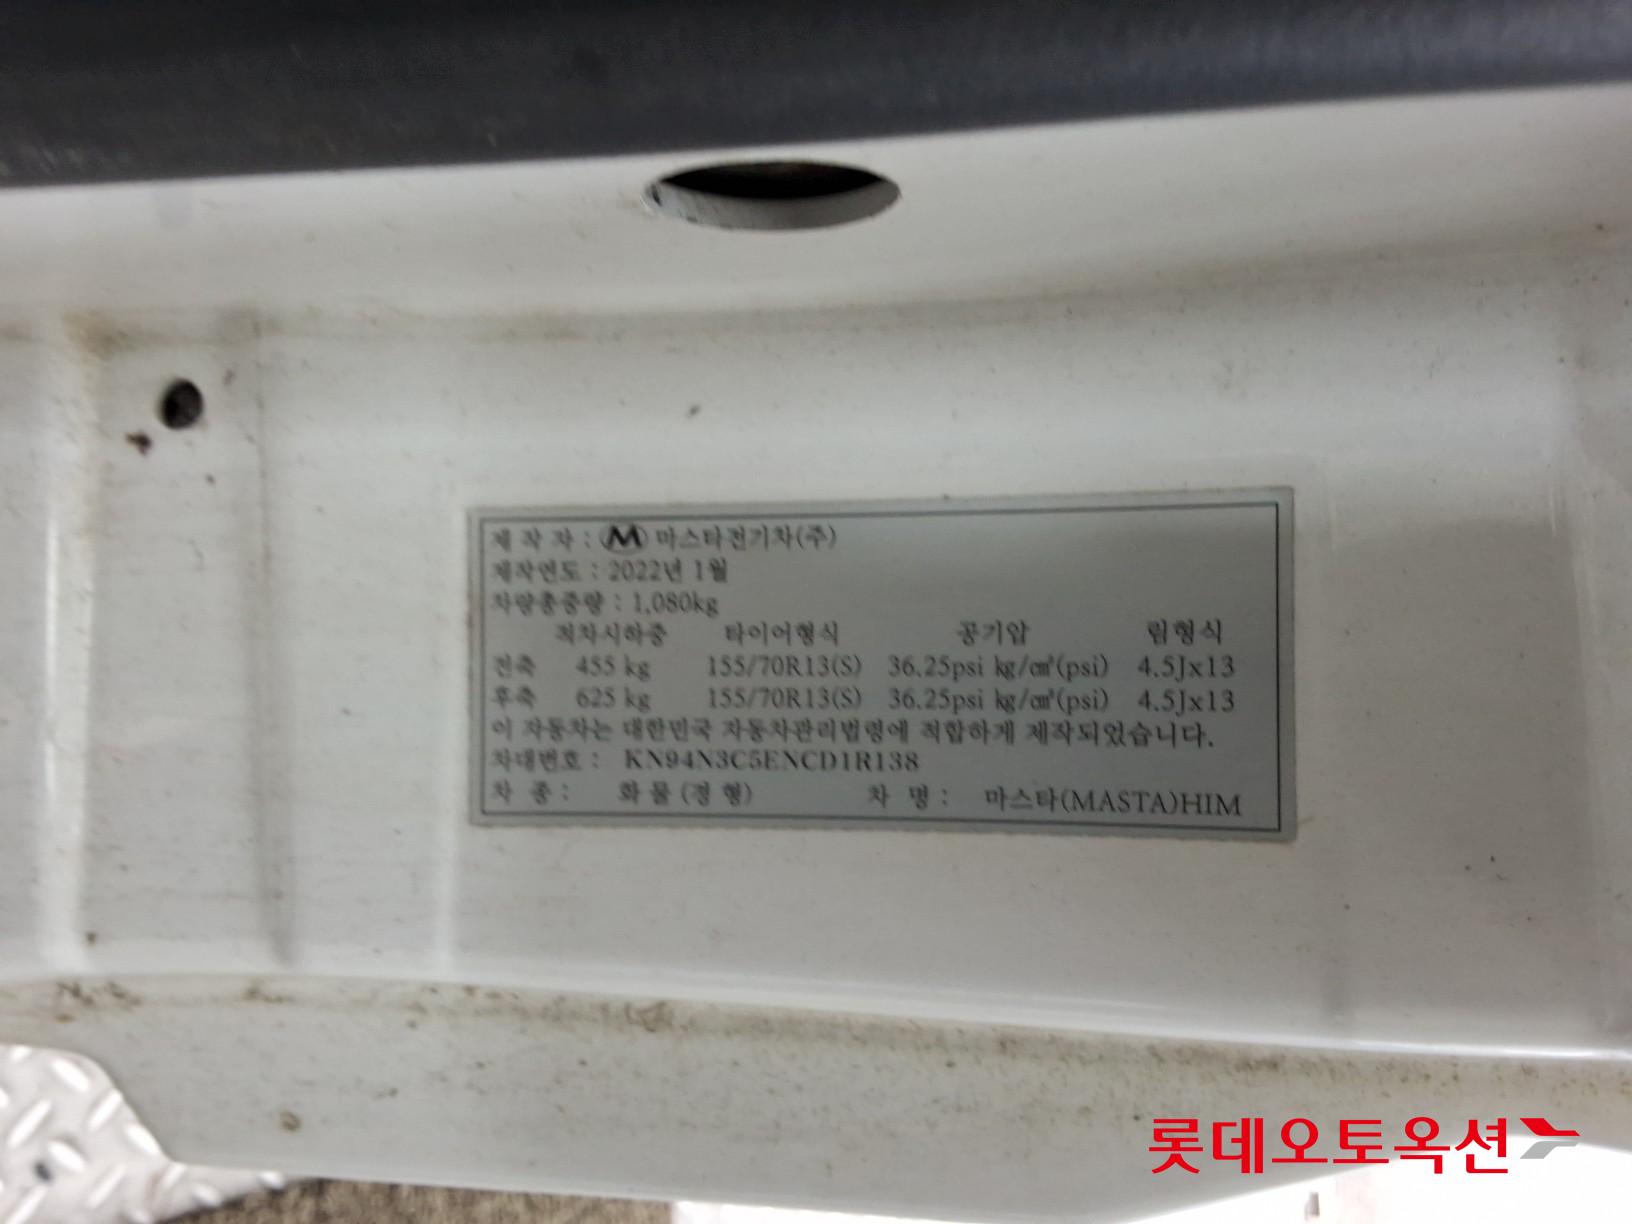 제 작 자 : M 마스타전기차(주)
제작연도 : 2022년 1월
차량총중량 : 1,080kg
적차시하중 타이어형식 공기압 림형식
전축 455 kg 155/70R13(S) 36.25psi kg/㎠(psi) 4.5Jx13
후축 625 kg 155/70R13(S) 36.25psi kg/㎠(psi) 4.5Jx13
이 자동차는 대한민국 자동차관리법령에 적합하게 제작되었습니다.
차대번호 : KN94N3C5ENCD1R138
차 종 : 화물(경형) 차 명 : 마스타(MASTA)HIM
롯데오토옥션